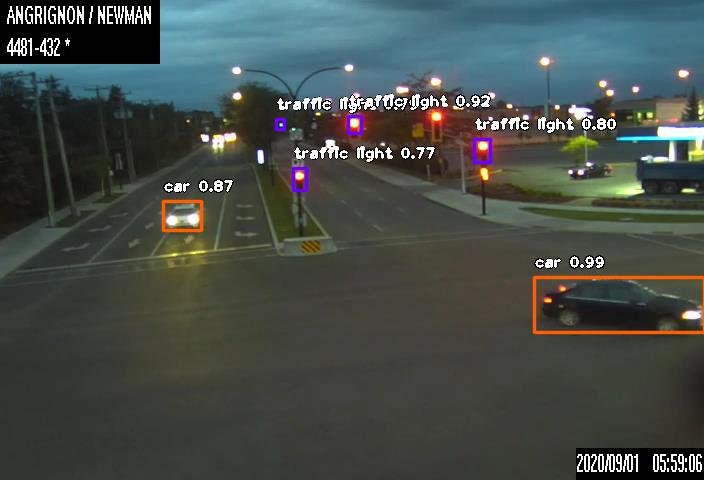 ANGRIGNON / NEWMAN
4481-432 *
traffic light 0.92
traffic light 0.80
traffic light 0.77
car 0.87
car 0.99
2020/09/01 05:59:06